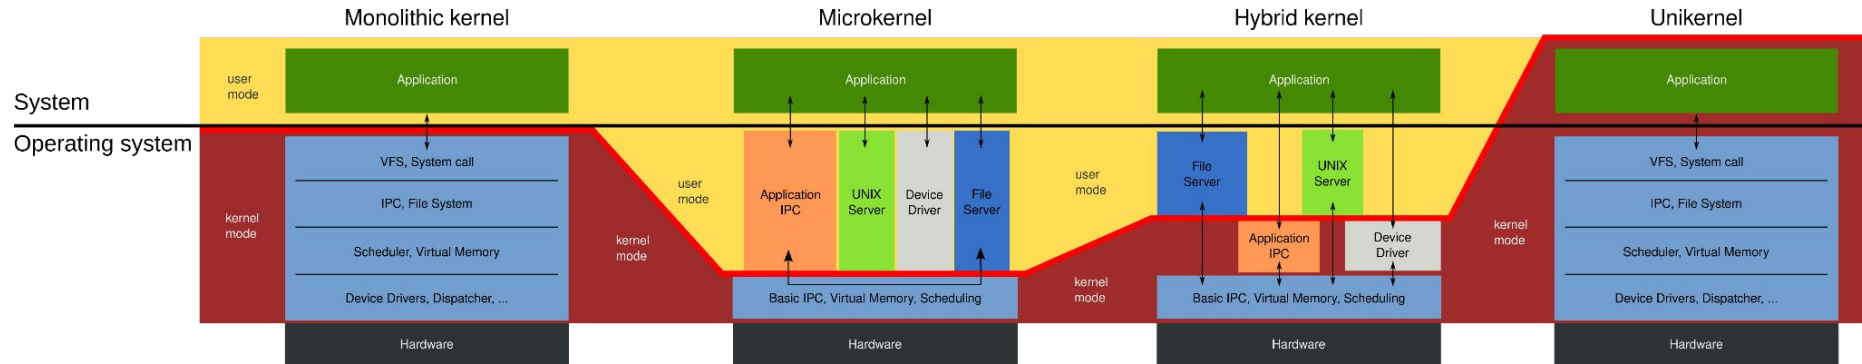 Monolithic kernel
Microkernel
Hybrid kernel
Unikernel
System
Operating system
user
mode
kernel
mode
Application
VFS, System call
IPC, File System
Scheduler, Virtual Memory
Device Drivers, Dispatcher, ...
Hardware
kernel
mode
user
mode
Application
Application
IPC
UNIX
Server
Device
Driver
File
Server
Basic IPC, Virtual Memory, Scheduling
Hardware
user
mode
kernel
mode
Application
File
Server
UNIX
Server
Application
IPC
Device
Driver
Basic IPC, Virtual Memory, Scheduling
Hardware
kernel
mode
Application
VFS, System call
IPC, File System
Scheduler, Virtual Memory
Device Drivers, Dispatcher, ...
Hardware